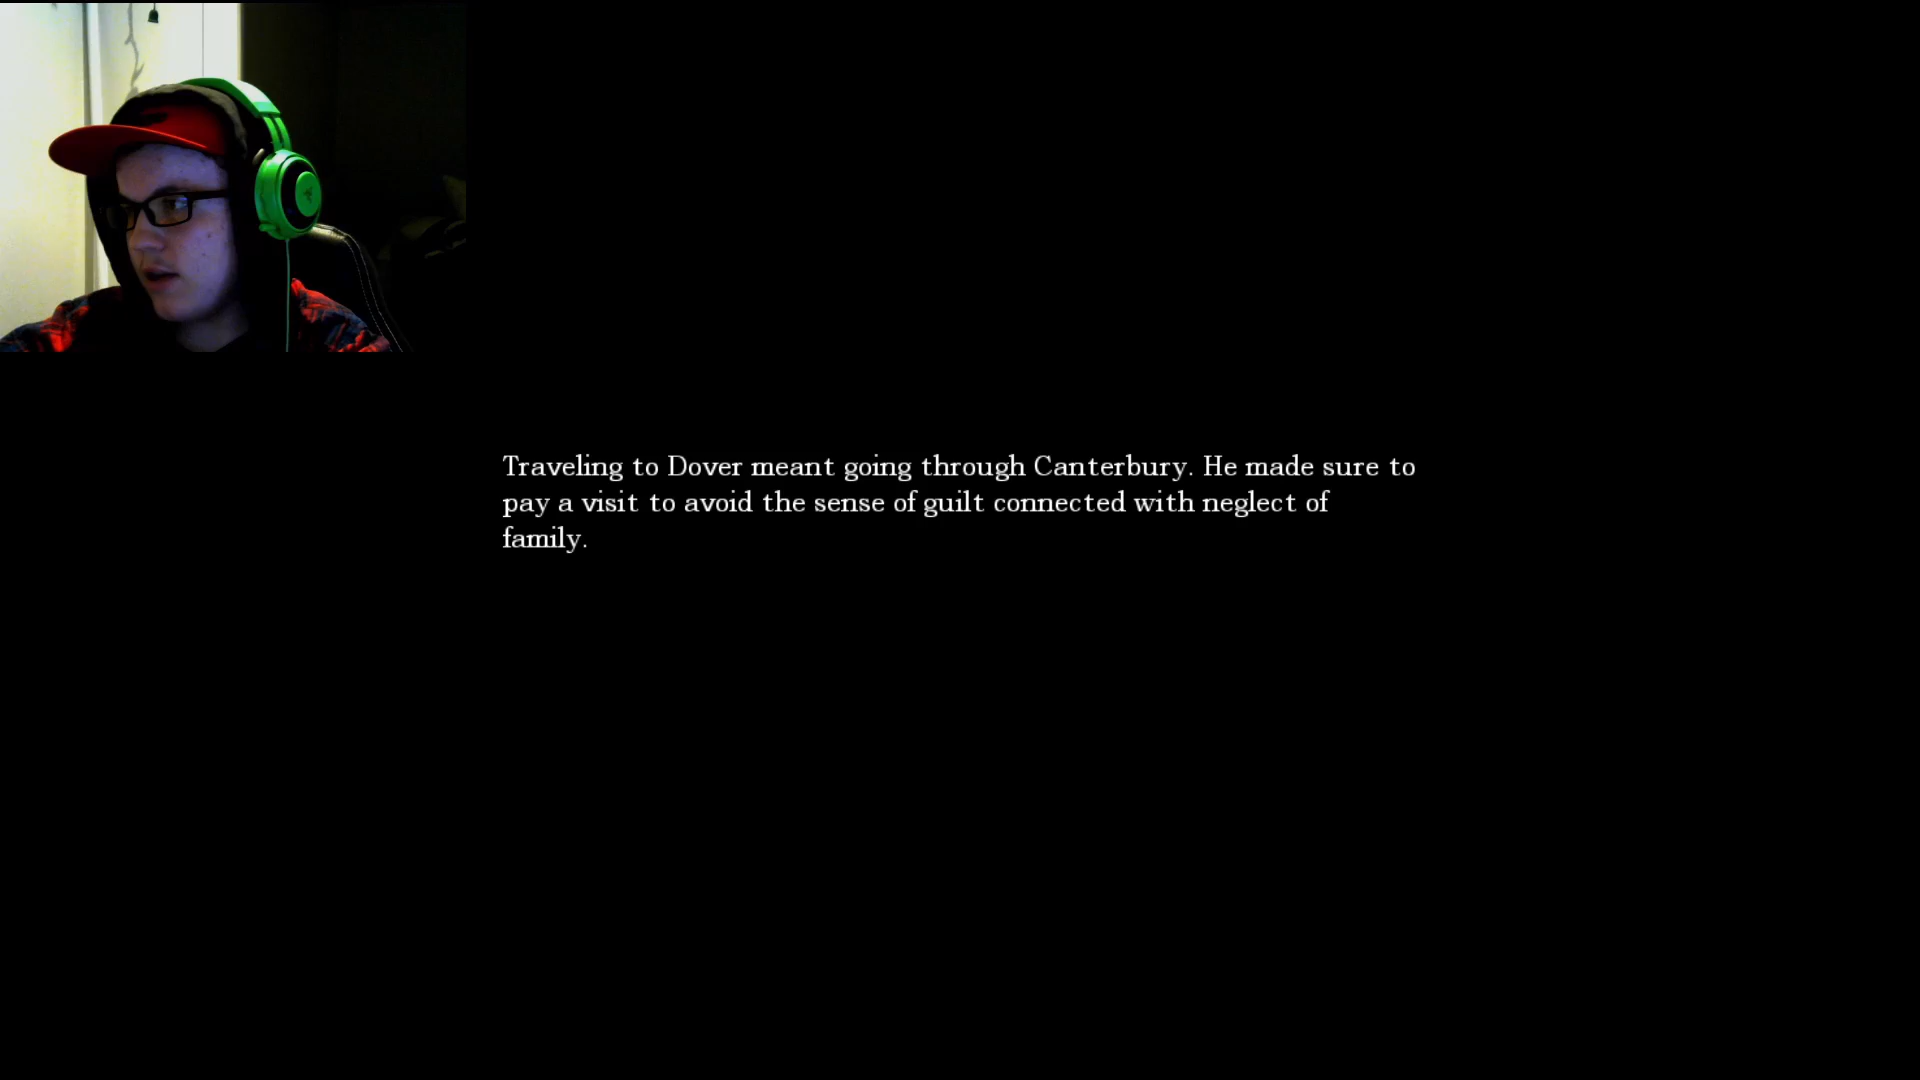 Traveling to Dover meant going through Canterbury. He made sure to
pay a visit to avoid the sense of guilt connected with neglect of
family.